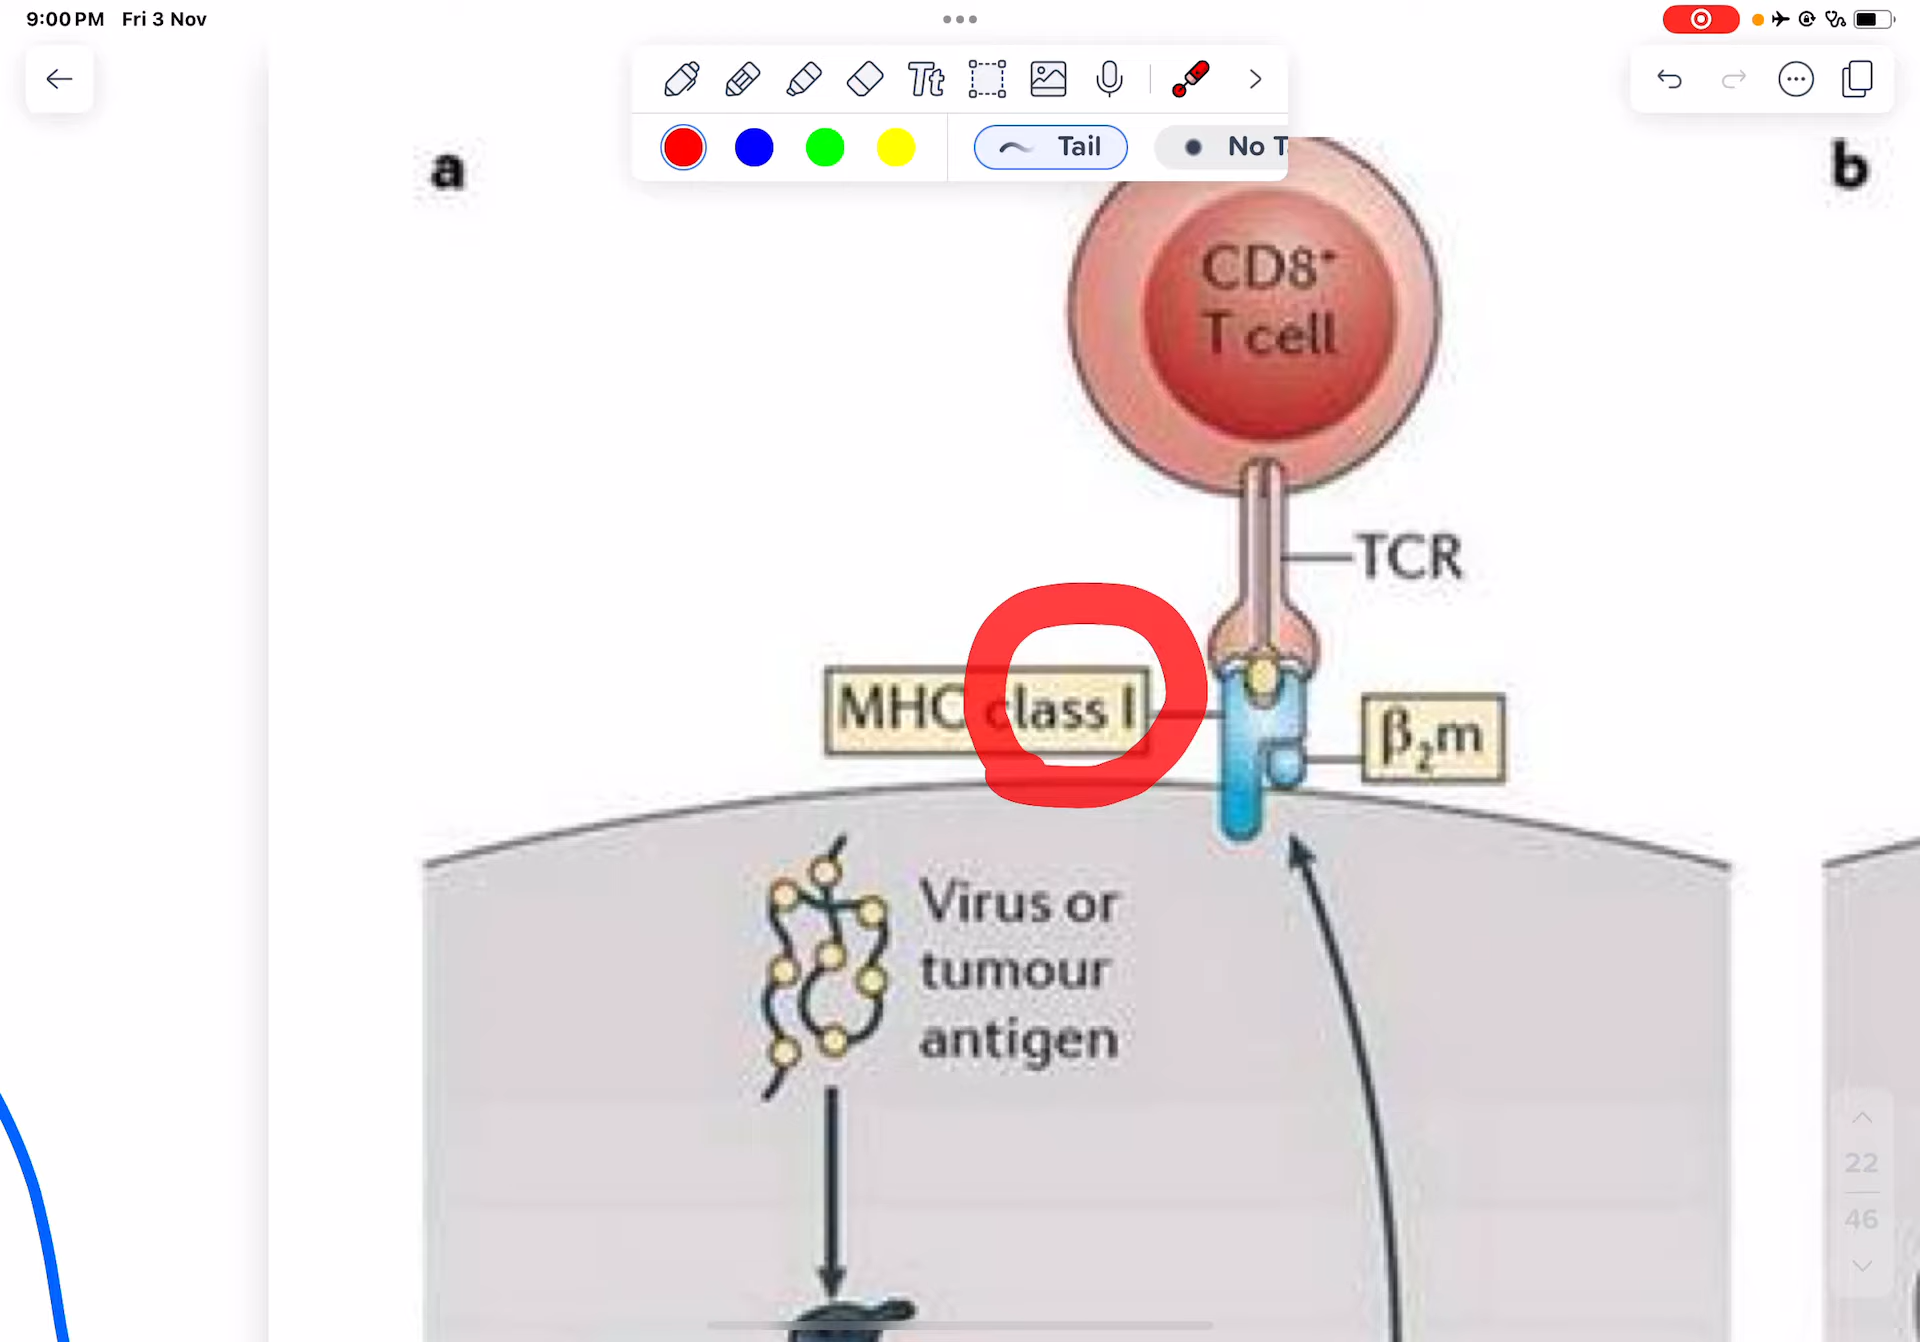 9:00 PM Fri 3 Nov
Tt
Tail
No T
a
b
CD8+
T cell
TCR
MHC class I
β2m
Virus or
tumour
antigen
22
46